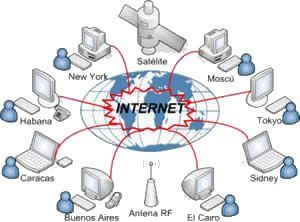 Satélite
New York
Moscú
INTERNET
Habana
Tokyo
Caracas
Sidney
Buenos Aires
Antena RF
El Cairo